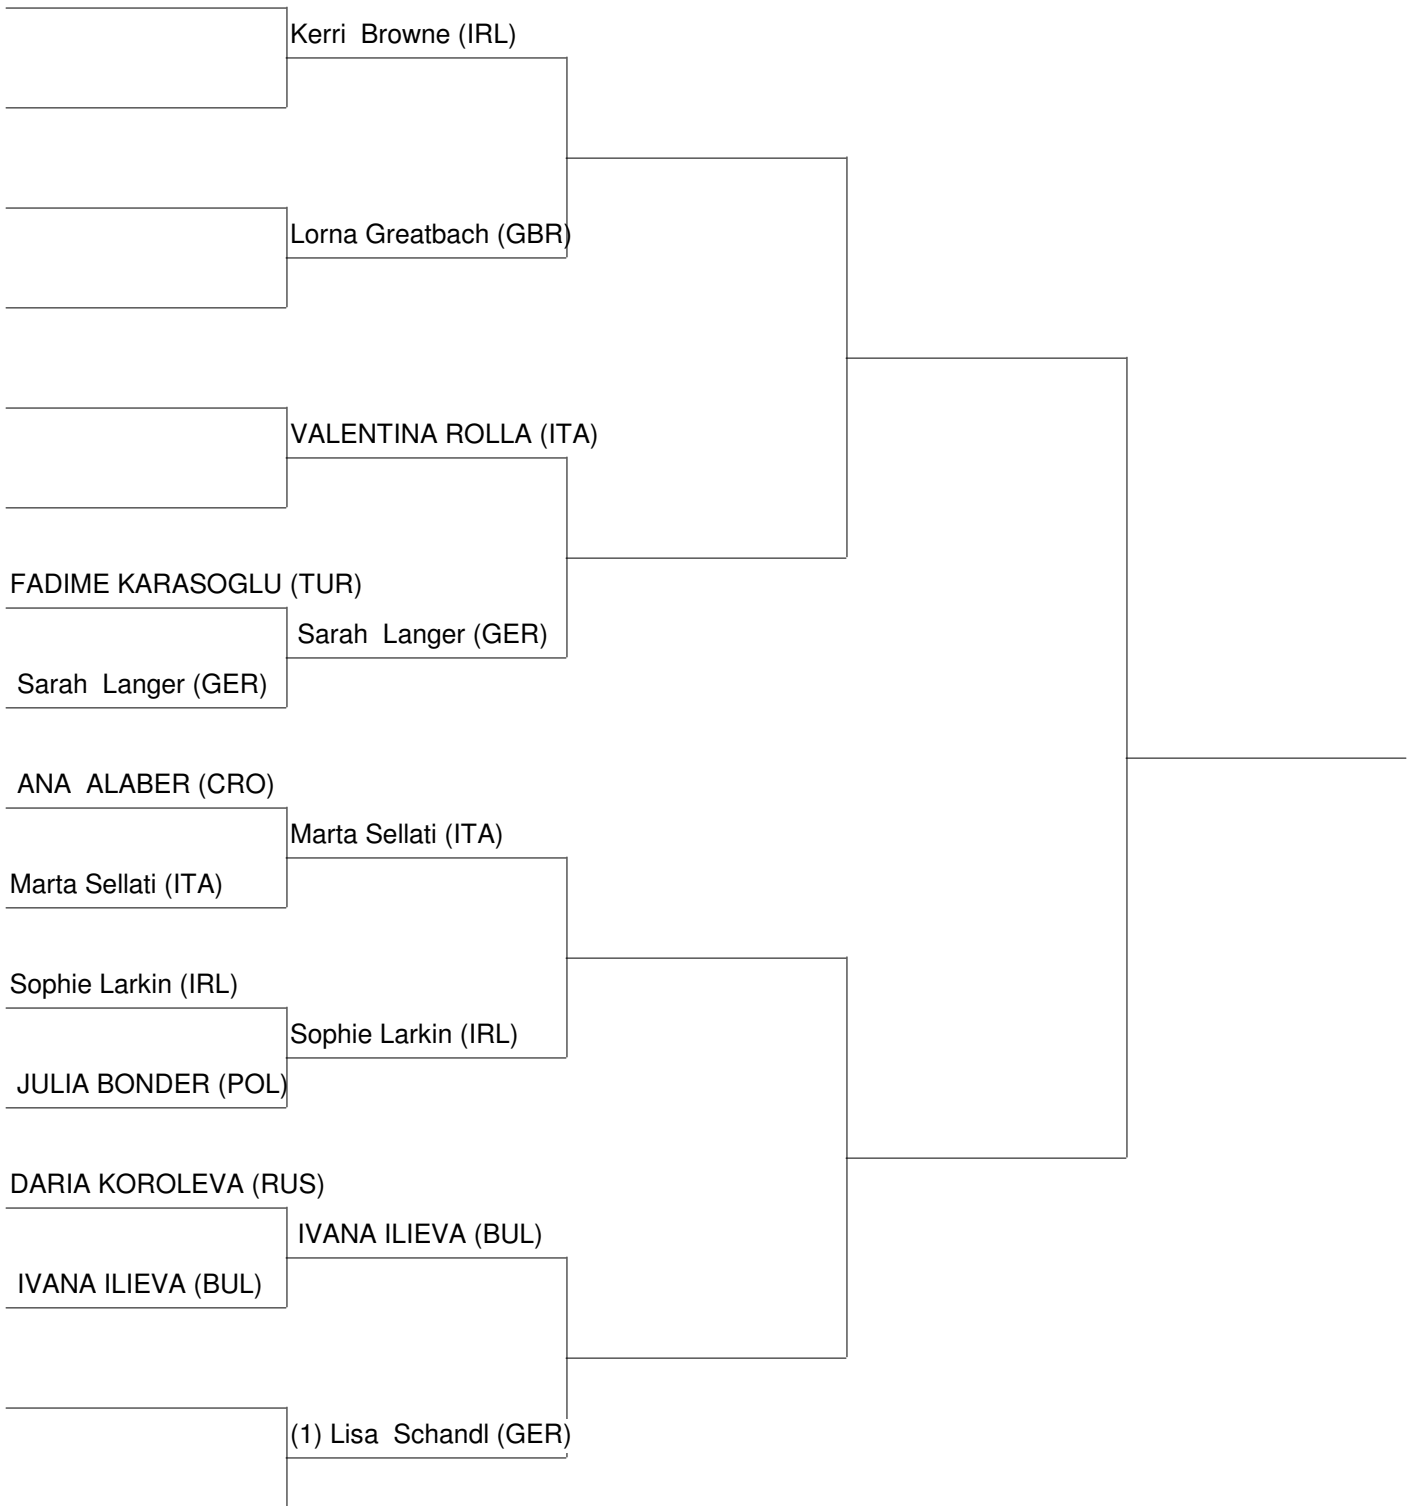 Kerri  Browne (IRL)
Lorna Greatbach (GBR)
VALENTINA ROLLA (ITA)
FADIME KARASOGLU (TUR)
Sarah  Langer (GER)
Sarah  Langer (GER)
ANA  ALABER (CRO)
Marta Sellati (ITA)
Marta Sellati (ITA)
Sophie Larkin (IRL)
Sophie Larkin (IRL)
JULIA BONDER (POL)
DARIA KOROLEVA (RUS)
IVANA ILIEVA (BUL)
IVANA ILIEVA (BUL)
(1) Lisa  Schandl (GER)